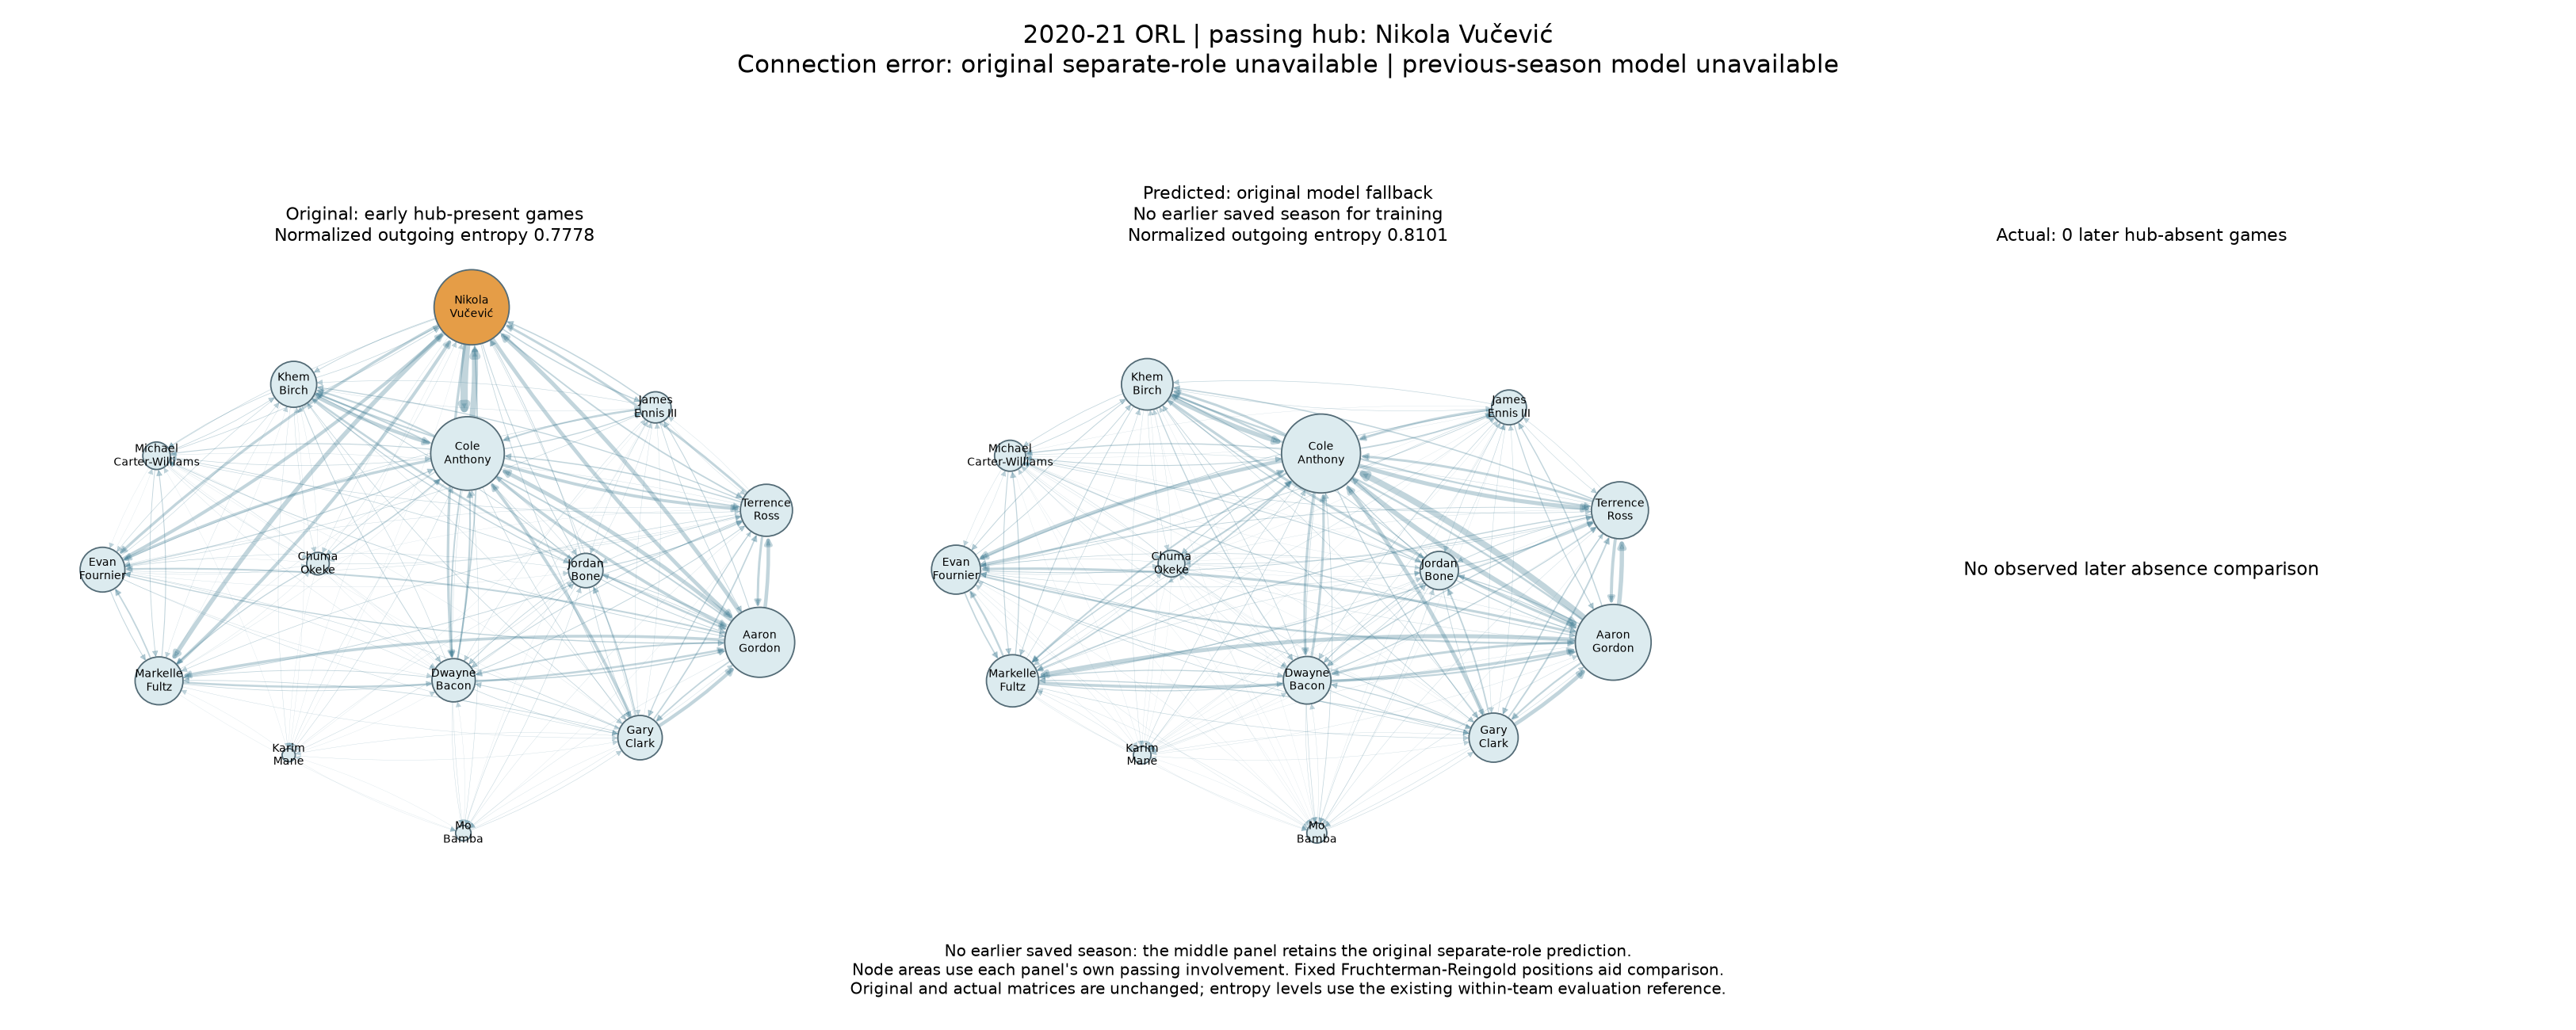 2020-21 ORL | passing hub: Nikola Vučević
Connection error: original separate-role unavailable | previous-season model unavailable
Original: early hub-present games
Normalized outgoing entropy 0.7778
Nikola
Vučević
Khem
Birch
James
Ennis III
Cole
Anthony
Michael
Carter-Williams
Terrence
Ross
Evan
Fournier
Chuma
Okeke
Jordan
Bone
Aaron
Gordon
Markelle
Fultz
Dwayne
Bacon
Gary
Clark
Karim
Mane
Mo
Bamba
Predicted: original model fallback
No earlier saved season for training
Normalized outgoing entropy 0.8101
Khem
Birch
James
Ennis III
Cole
Anthony
Michael
Carter-Williams
Terrence
Ross
Evan
Fournier
Chuma
Okeke
Jordan
Bone
Aaron
Gordon
Markelle
Fultz
Dwayne
Bacon
Gary
Clark
Karim
Mane
Mo
Bamba
Actual: 0 later hub-absent games
No observed later absence comparison
No earlier saved season: the middle panel retains the original separate-role prediction.
Node areas use each panel's own passing involvement. Fixed Fruchterman-Reingold positions aid comparison.
Original and actual matrices are unchanged; entropy levels use the existing within-team evaluation reference.